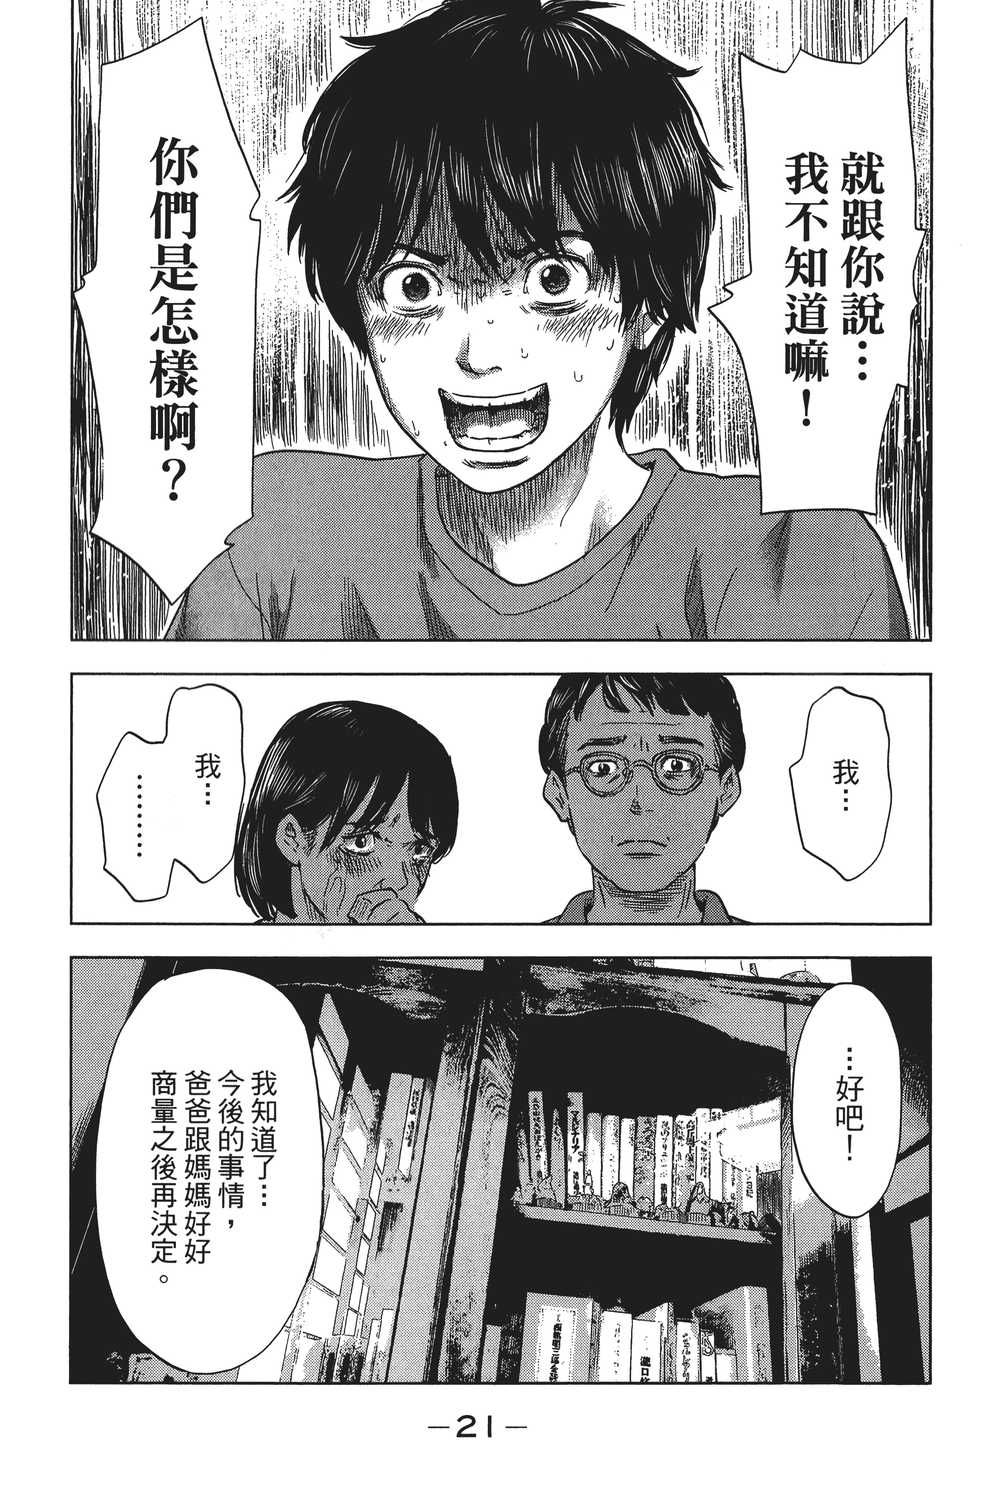 就跟你說…
我不知道嘛！
你們是怎樣啊？
我…
我…
………
…好吧！
我知道了…
今後的事情，
爸爸跟媽媽好好
商量之後再決定。
－21－